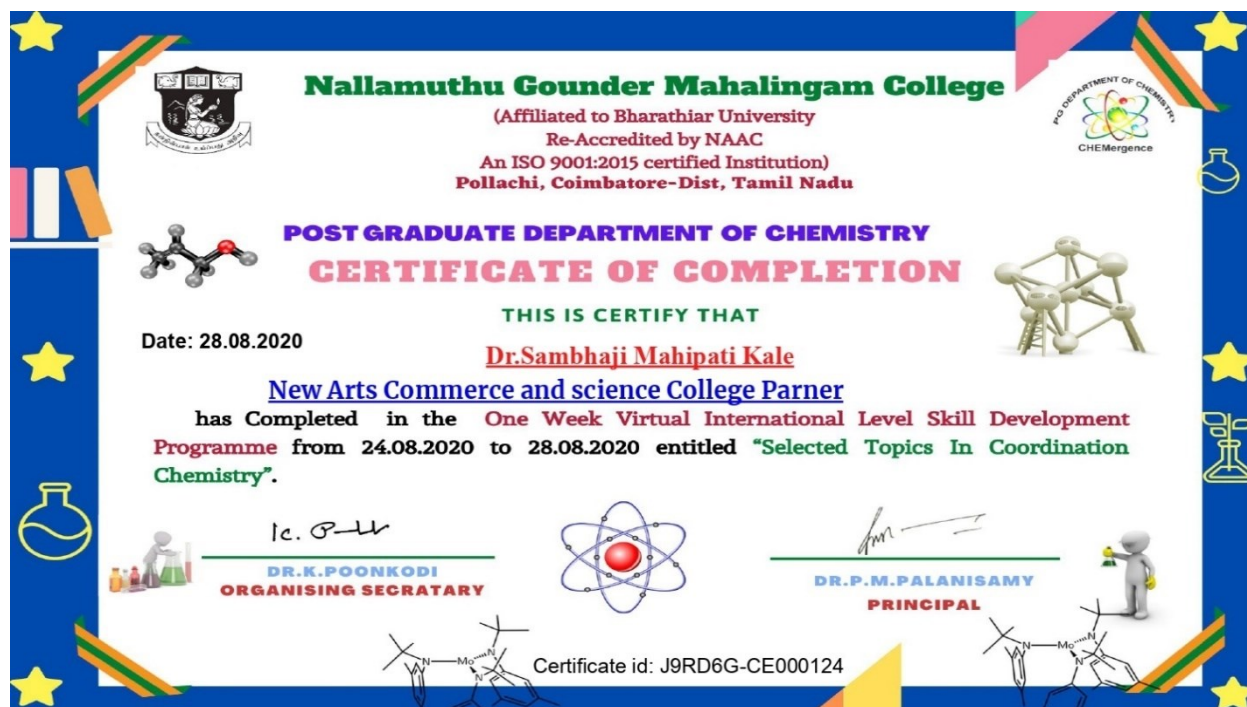 Nallamuthu Gounder Mahalingam College
(Affiliated to Bharathiar University
Re-Accredited by NAAC
An ISO 9001:2015 certified Institution)
Pollachi, Coimbatore-Dist, Tamil Nadu
PG DEPARTMENT OF CHEMISTRY
CHEMergence
POST GRADUATE DEPARTMENT OF CHEMISTRY
CERTIFICATE OF COMPLETION
THIS IS CERTIFY THAT
Date: 28.08.2020
Dr.Sambhaji Mahipati Kale
New Arts Commerce and science College Parner
has Completed in the One Week Virtual International Level Skill Development
Programme from 24.08.2020 to 28.08.2020 entitled “Selected Topics In Coordination
Chemistry”.
DR.K.POONKODI
ORGANISING SECRATARY
DR.P.M.PALANISAMY
PRINCIPAL
N Mo N N
N Mo N N
Certificate id: J9RD6G-CE000124